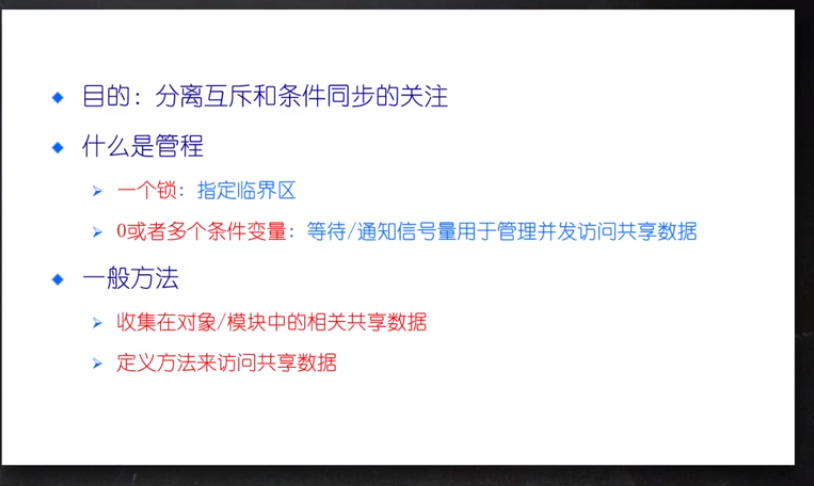 目的：分离互斥和条件同步的关注
什么是管程
一个锁：指定临界区
0或者多个条件变量：等待/通知信号量用于管理并发访问共享数据
一般方法
收集在对象/模块中的相关共享数据
定义方法来访问共享数据